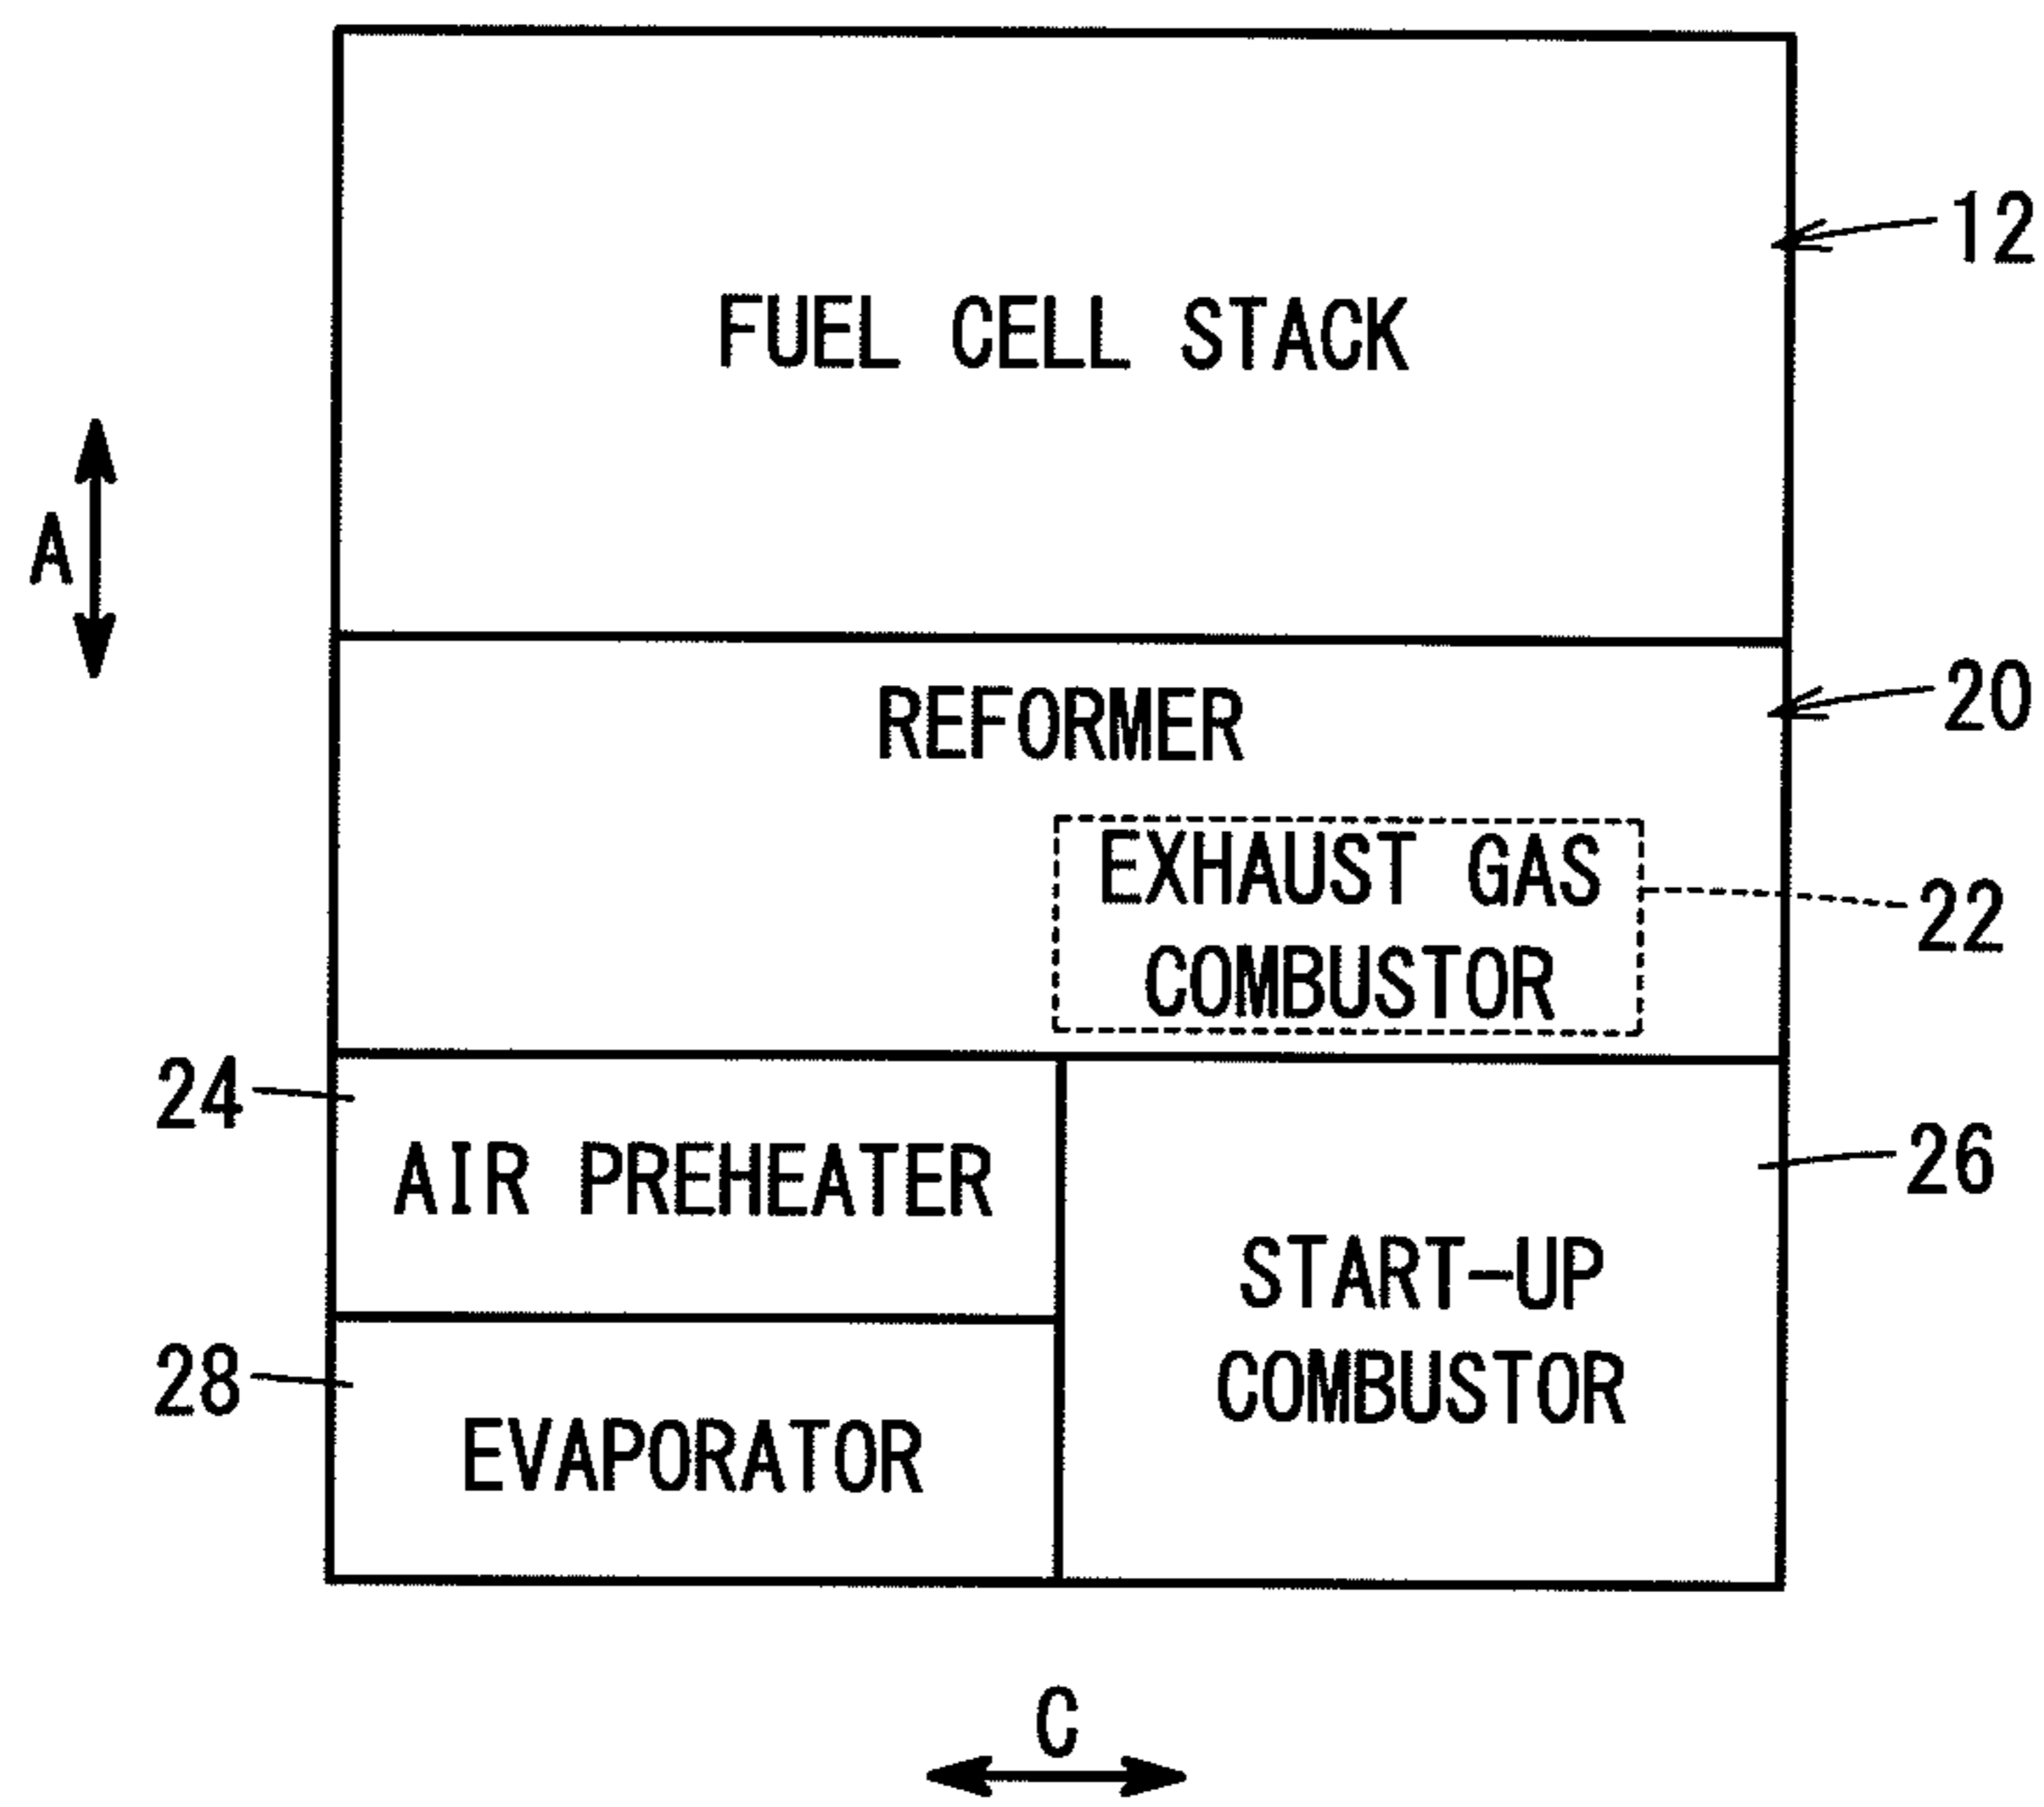 12
FUEL CELL STACK
A
20
REFORMER
EXHAUST GAS
22
COMBUSTOR
24
AIR PREHEATER
26
START-UP
28
COMBUSTOR
EVAPORATOR
C